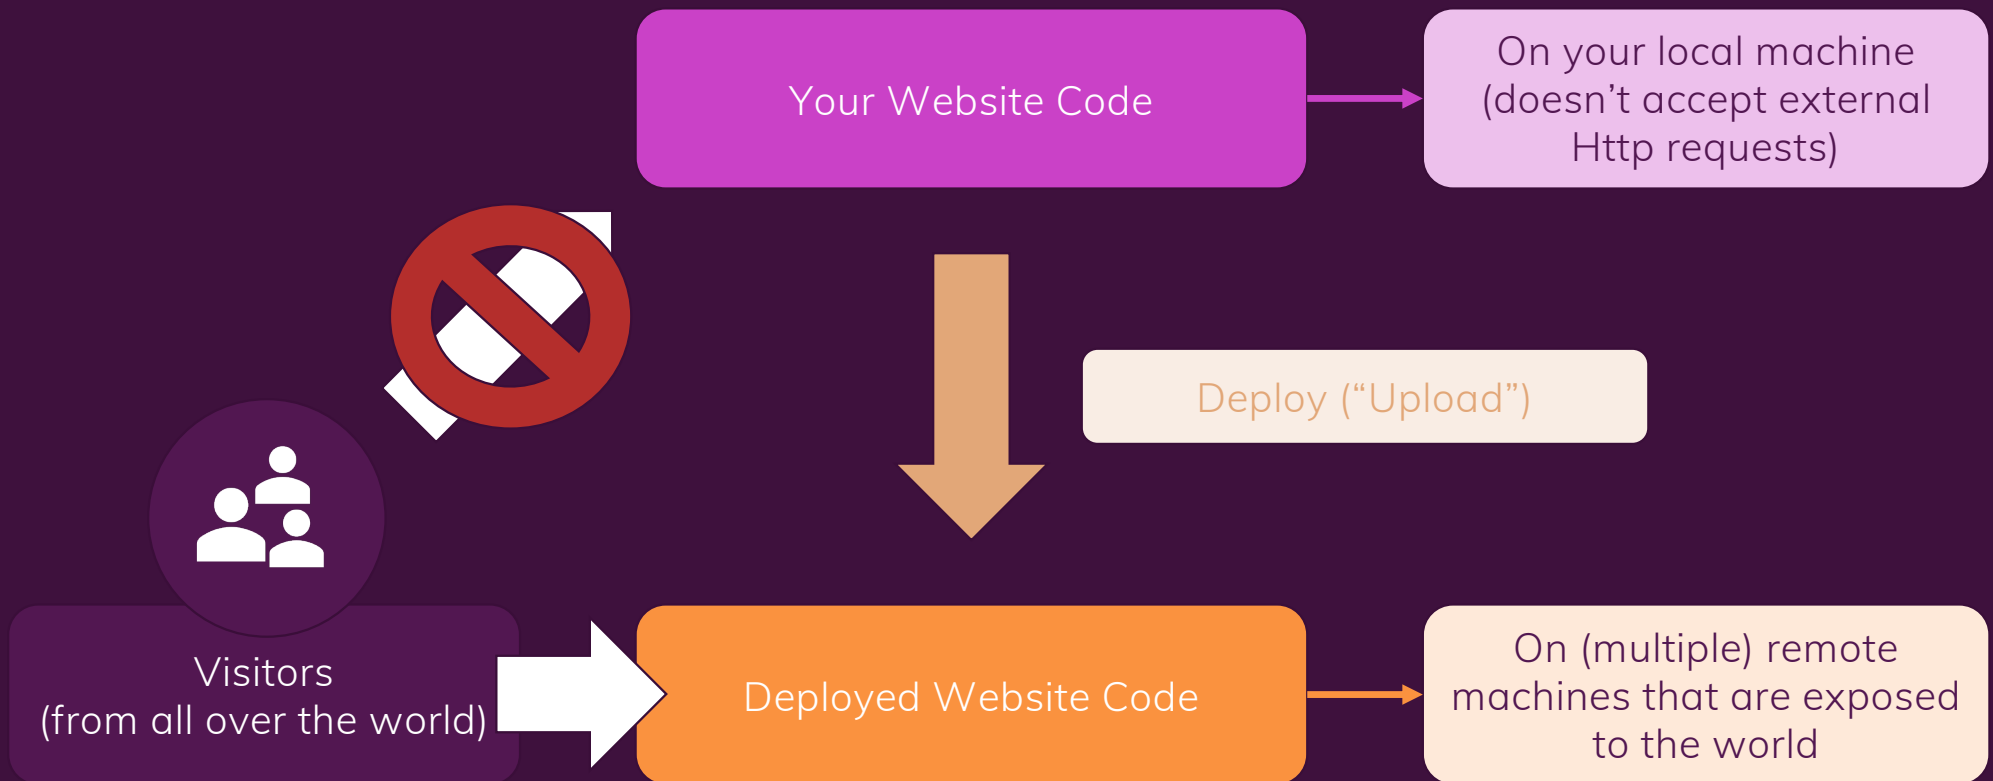 Your Website Code
On your local machine
(doesn’t accept external
Http requests)
Deploy (“Upload”)
Visitors
(from all over the world)
Deployed Website Code
On (multiple) remote
machines that are exposed
to the world